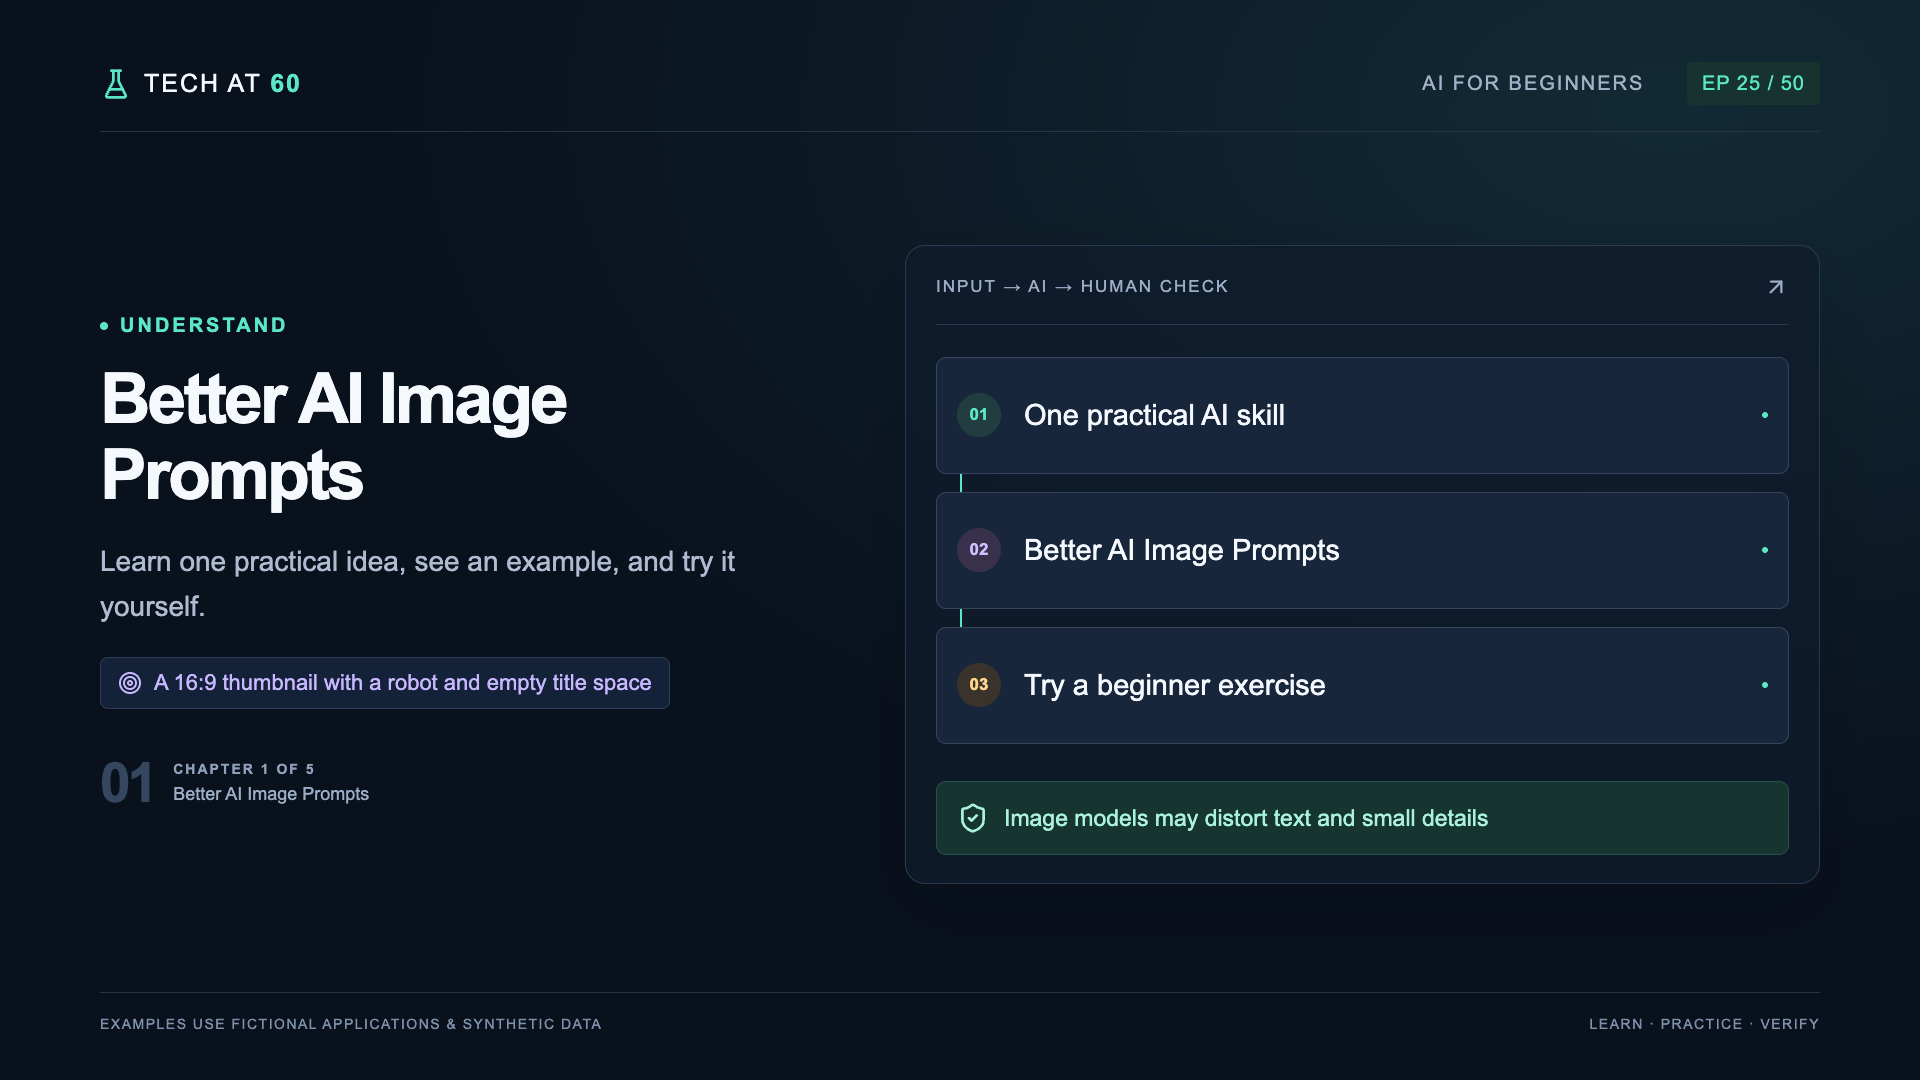 TECH AT 60
AI FOR BEGINNERS
EP 25 / 50
UNDERSTAND
Better AI Image
Prompts
Learn one practical idea, see an example, and try it
yourself.
A 16:9 thumbnail with a robot and empty title space
01
CHAPTER 1 OF 5
Better AI Image Prompts
INPUT → AI → HUMAN CHECK
01 One practical AI skill
02 Better AI Image Prompts
03 Try a beginner exercise
Image models may distort text and small details
EXAMPLES USE FICTIONAL APPLICATIONS & SYNTHETIC DATA
LEARN · PRACTICE · VERIFY